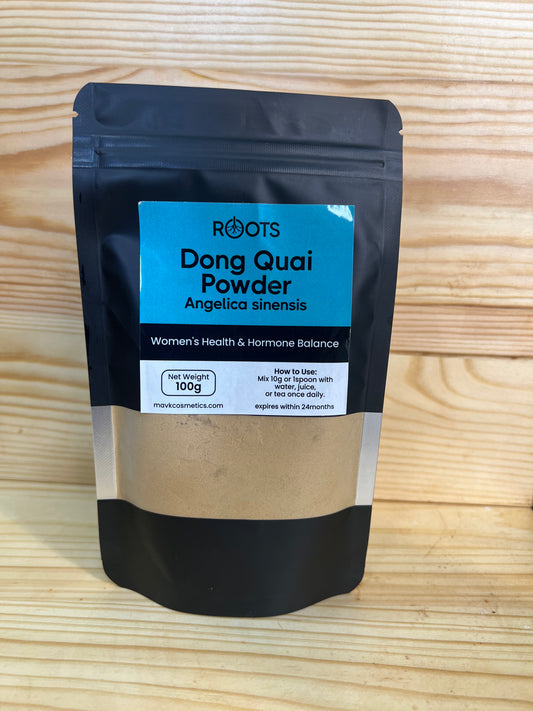 ROOTS
Dong Quai
Powder
Angelica sinensis
Women's Health & Hormone Balance
Net Weight
100g
mavkcosmetics.com
How to Use:
Mix 10g or 1spoon with
water, juice,
or tea once daily.
expires within 24months